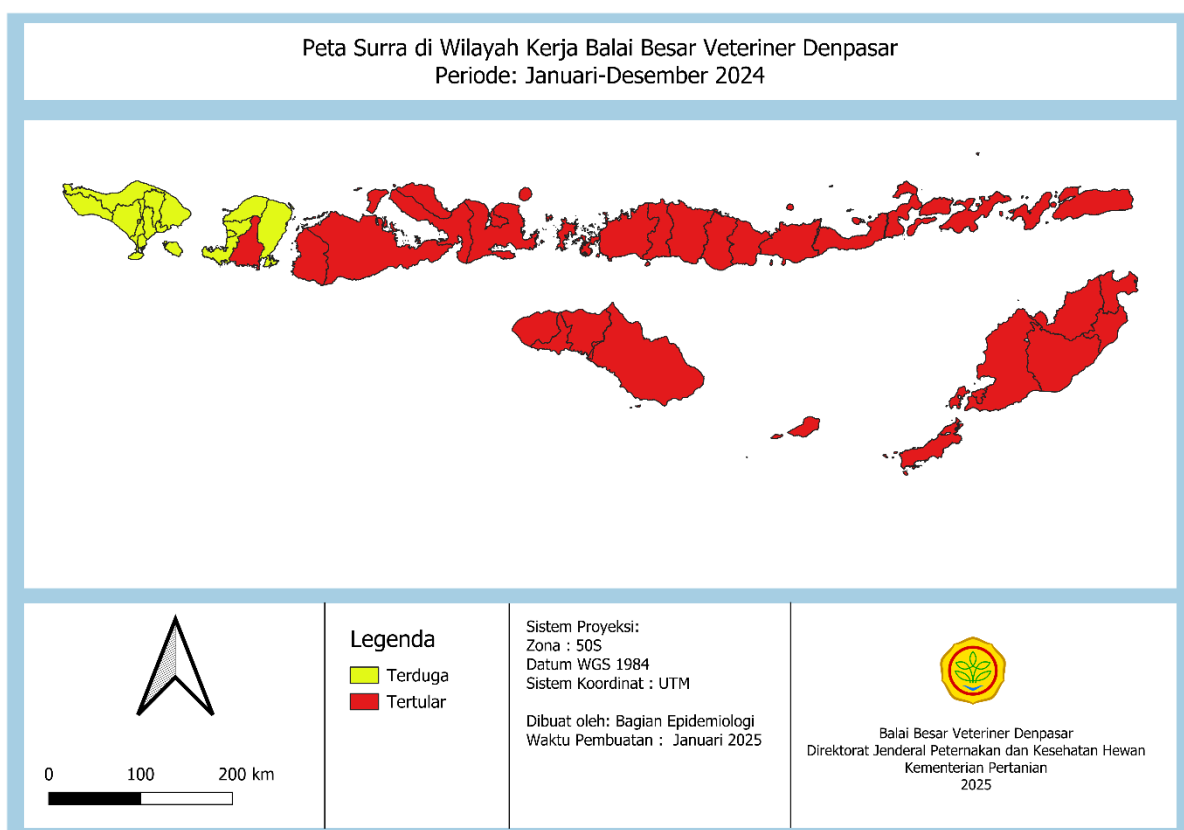 Peta Surra di Wilayah Kerja Balai Besar Veteriner Denpasar
Periode: Januari-Desember 2024
0 100 200 km
Legenda
Terduga
Tertular
Sistem Proyeksi:
Zona : 50S
Datum WGS 1984
Sistem Koordinat : UTM
Dibuat oleh: Bagian Epidemiologi
Waktu Pembuatan : Januari 2025
Balai Besar Veteriner Denpasar
Direktorat Jenderal Peternakan dan Kesehatan Hewan
Kementerian Pertanian
2025